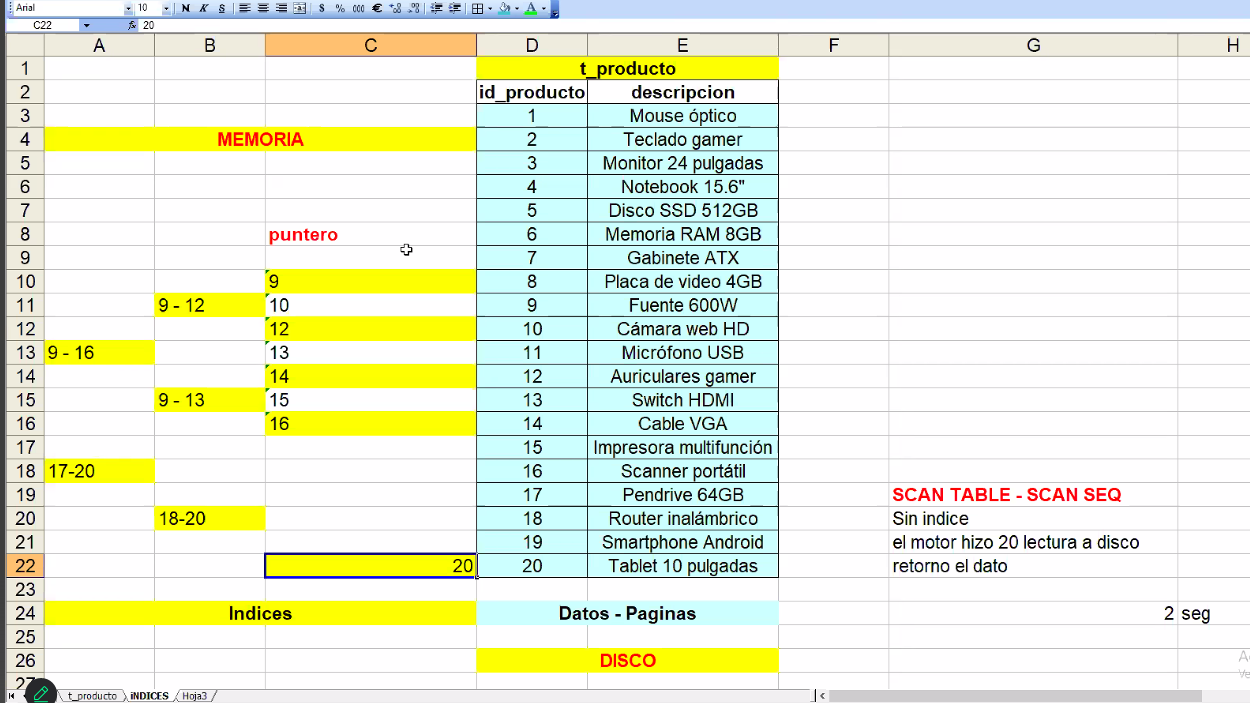 Arial 10 N K S $ % 000 €
C22 fx 20
A B C D E F G H
1 t_producto
2 id_producto descripcion
3 1 Mouse óptico
4 MEMORIA 2 Teclado gamer
5 3 Monitor 24 pulgadas
6 4 Notebook 15.6"
7 5 Disco SSD 512GB
8 puntero 6 Memoria RAM 8GB
9 7 Gabinete ATX
10 9 8 Placa de video 4GB
11 9 - 12 10 9 Fuente 600W
12 12 10 Cámara web HD
13 9 - 16 13 11 Micrófono USB
14 14 12 Auriculares gamer
15 9 - 13 15 13 Switch HDMI
16 16 14 Cable VGA
17 15 Impresora multifunción
18 17-20 16 Scanner portátil
19 17 Pendrive 64GB SCAN TABLE - SCAN SEQ
20 18-20 18 Router inalámbrico Sin indice
21 19 Smartphone Android el motor hizo 20 lectura a disco
22 20 20 Tablet 10 pulgadas retorno el dato
23
24 Indices Datos - Paginas 2 seg
25
26 DISCO
27
t_producto iNDICES Hoja3